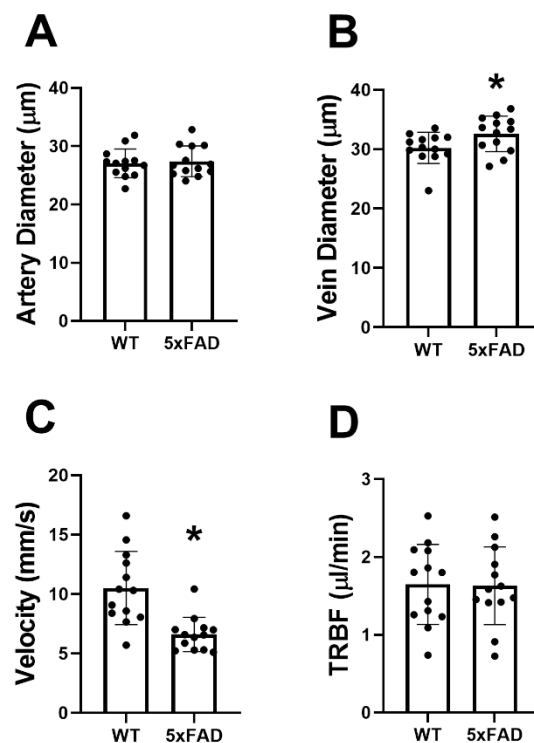 A
Artery Diameter (μm)
40
30
20
10
0
WT 5xFAD
B
Vein Diameter (μm)
40
30
20
10
0
*
WT 5xFAD
C
Velocity (mm/s)
20
15
10
5
0
*
WT 5xFAD
D
TRBF (μl/min)
3
2
1
0
WT 5xFAD